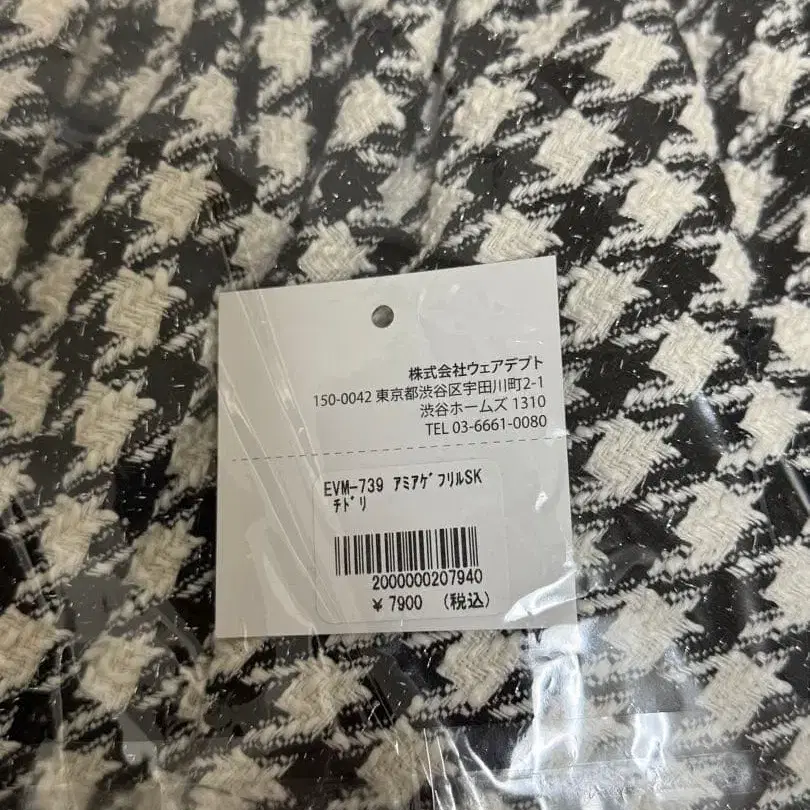 株式会社ウェアデプト
150-0042 東京都渋谷区宇田川町2-1
渋谷ホームズ 1310
TEL 03-6661-0080
EVM-739 ｱﾐｱｹﾞﾌﾘﾙSK
ﾁﾄﾞﾘ
2000000207940
¥ 7900 (税込)